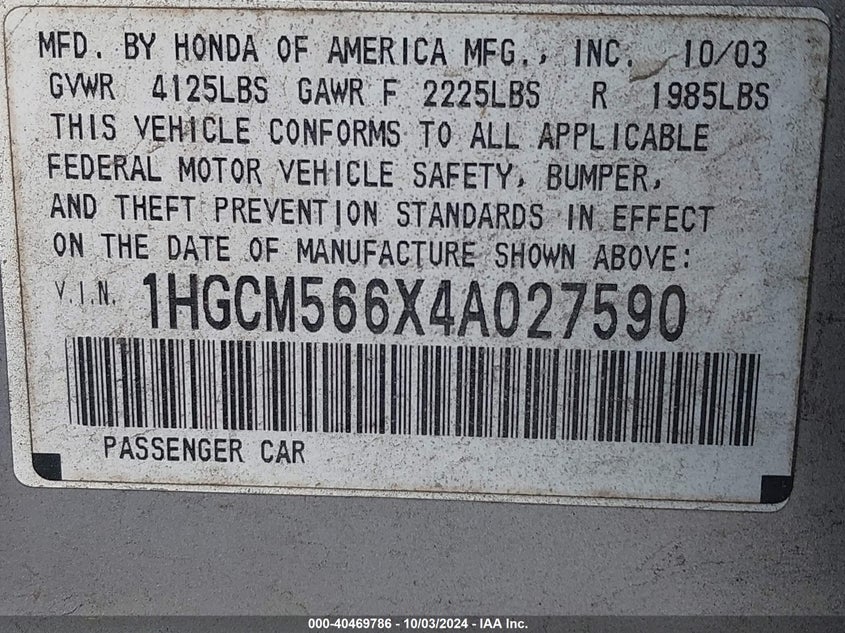 MFD. BY HONDA OF AMERICA MFG., INC. 10/03
GVWR 4125LBS GAWR F 2225LBS R 1985LBS
THIS VEHICLE CONFORMS TO ALL APPLICABLE
FEDERAL MOTOR VEHICLE SAFETY, BUMPER,
AND THEFT PREVENTION STANDARDS IN EFFECT
ON THE DATE OF MANUFACTURE SHOWN ABOVE:
V.I.N. 1HGCM566X4A027590
PASSENGER CAR
000-40469786 - 10/03/2024 - IAA Inc.